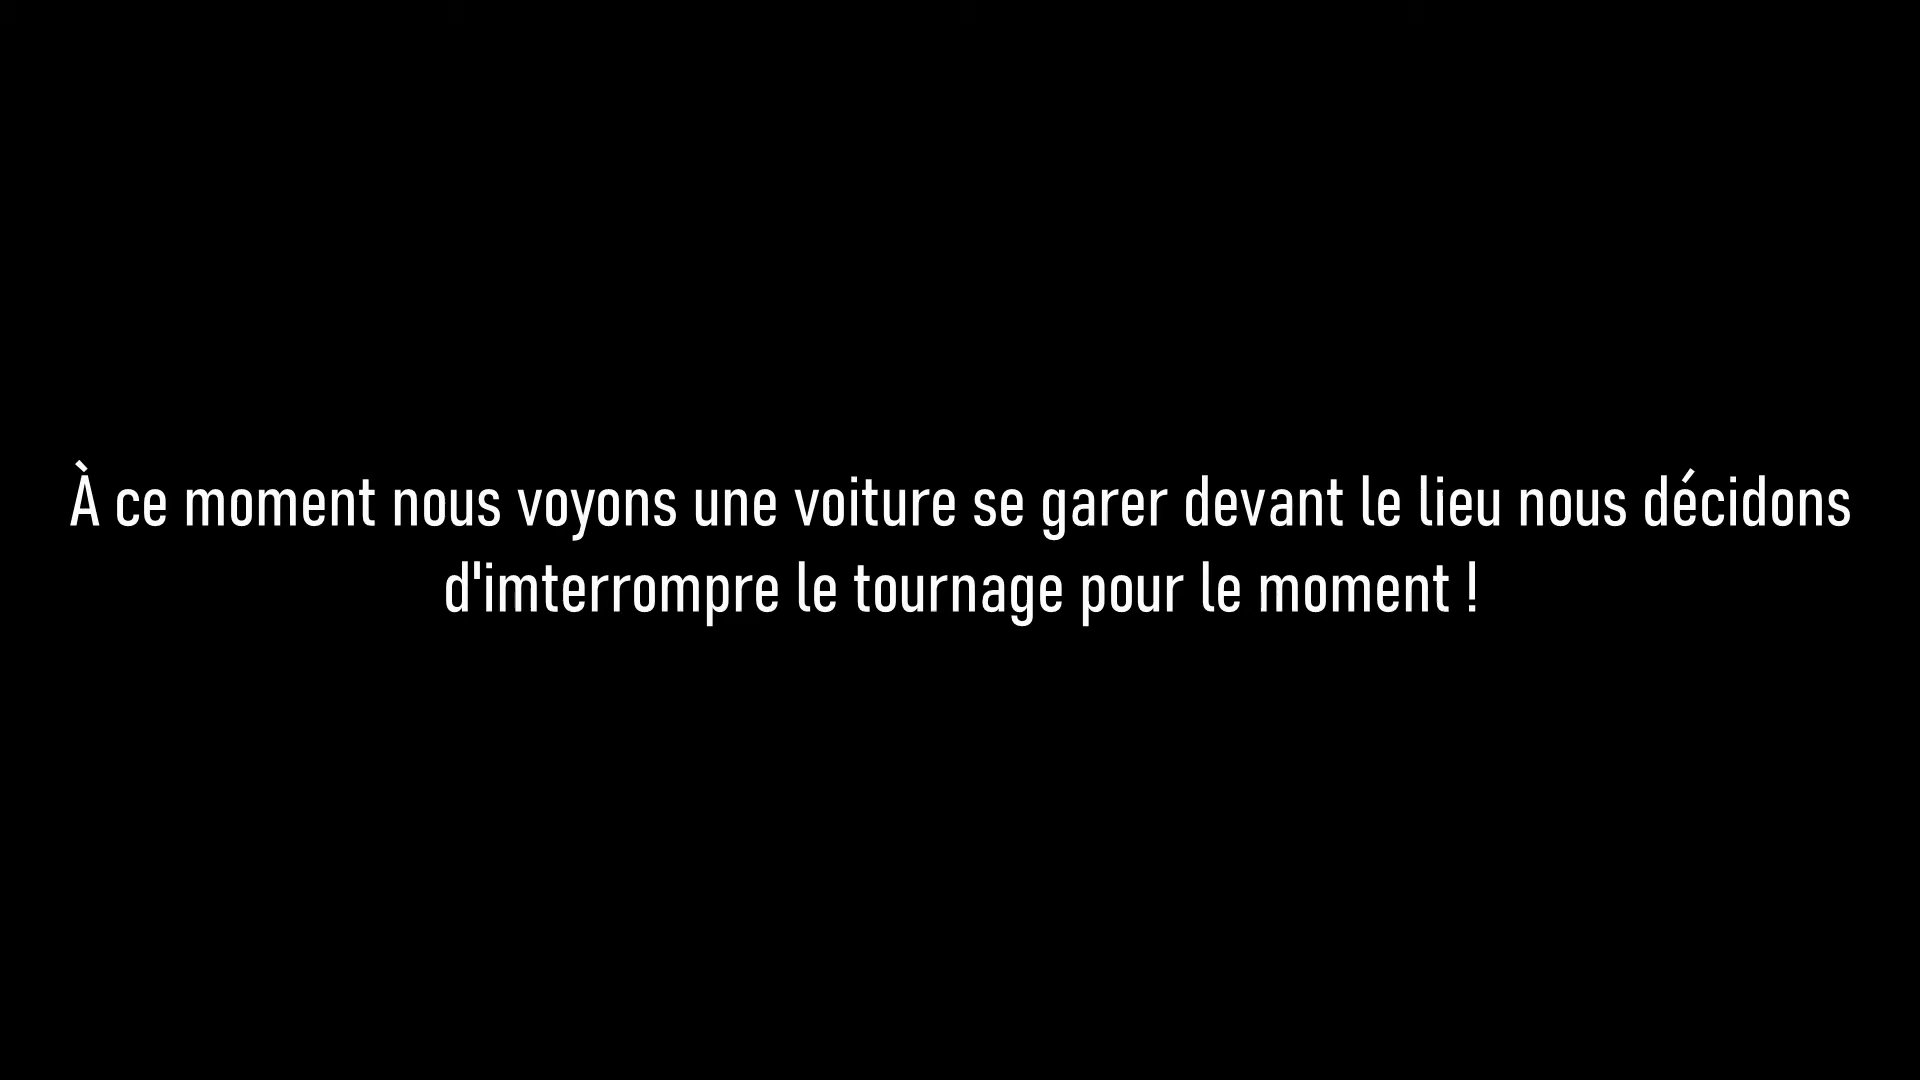 À ce moment nous voyons une voiture se garer devant le lieu nous décidons
d'imterrompre le tournage pour le moment !